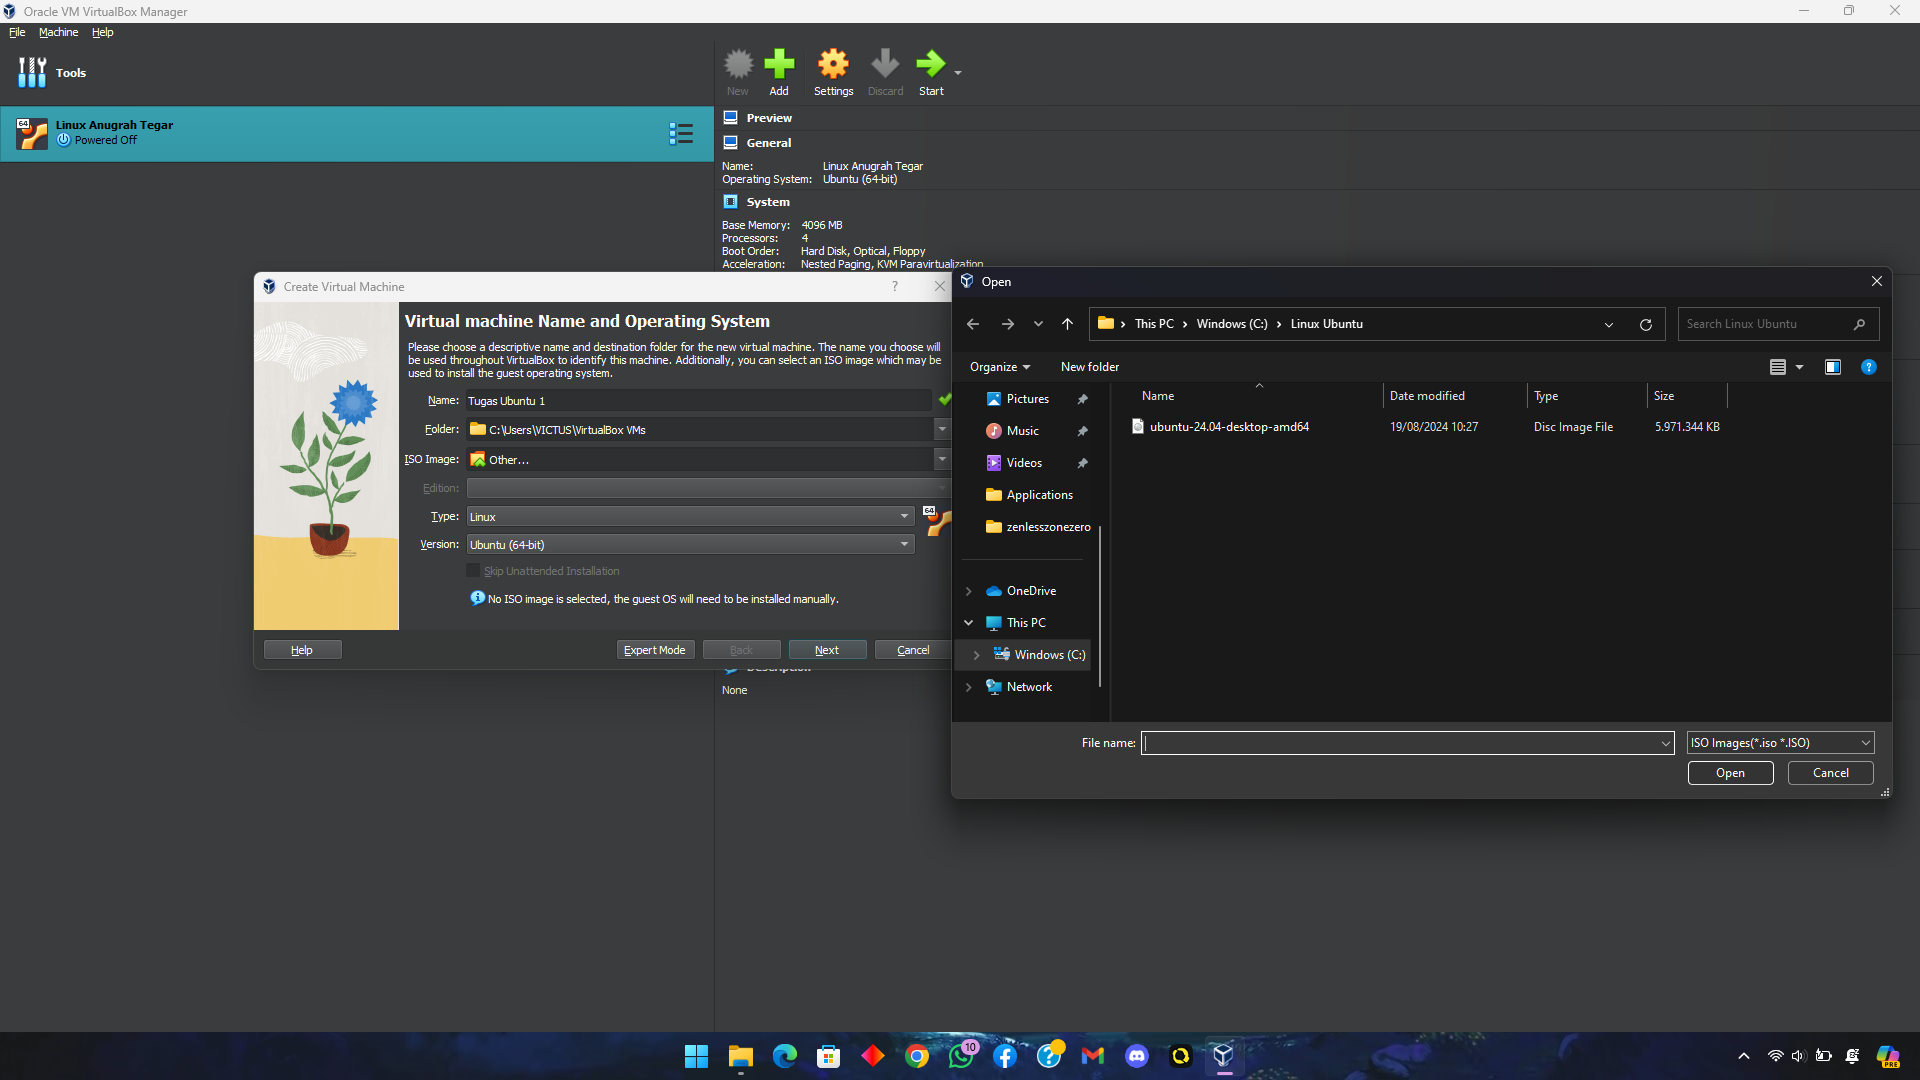 Oracle VM VirtualBox Manager
File Machine Help
Tools
New Add Settings Discard Start
64
Linux Anugrah Tegar
Powered Off
Preview
General
Name: Linux Anugrah Tegar
Operating System: Ubuntu (64-bit)
System
Base Memory: 4096 MB
Processors: 4
Boot Order: Hard Disk, Optical, Floppy
Acceleration: Nested Paging, KVM Paravirtualization
Create Virtual Machine
?
Virtual machine Name and Operating System
Please choose a descriptive name and destination folder for the new virtual machine. The name you choose will
be used throughout VirtualBox to identify this machine. Additionally, you can select an ISO image which may be
used to install the guest operating system.
Name: Tugas Ubuntu 1
Folder: C:\Users\VICTUS\VirtualBox VMs
ISO Image: Other...
Edition:
Type: Linux
64
Version: Ubuntu (64-bit)
Skip Unattended Installation
No ISO image is selected, the guest OS will need to be installed manually.
Help Expert Mode Back Next Cancel
Description
None
Open
This PC > Windows (C:) > Linux Ubuntu
Search Linux Ubuntu
Organize New folder
?
Name Date modified Type Size
ubuntu-24.04-desktop-amd64 19/08/2024 10:27 Disc Image File 5.971.344 KB
Pictures
Music
Videos
Applications
zenlesszonezero
OneDrive
This PC
Windows (C:)
Network
File name: ISO Images(*.iso *.ISO)
Open Cancel
10
PRE